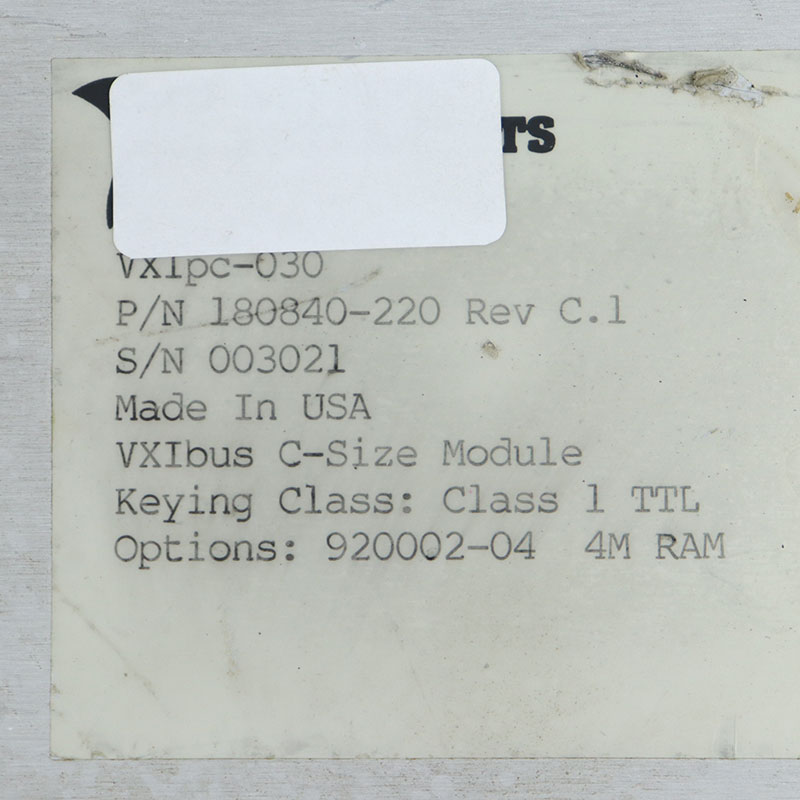 TS
VXIpc-030
P/N 180840-220 Rev C.1
S/N 003021
Made In USA
VXIbus C-Size Module
Keying Class: Class 1 TTL
Options: 920002-04  4M RAM